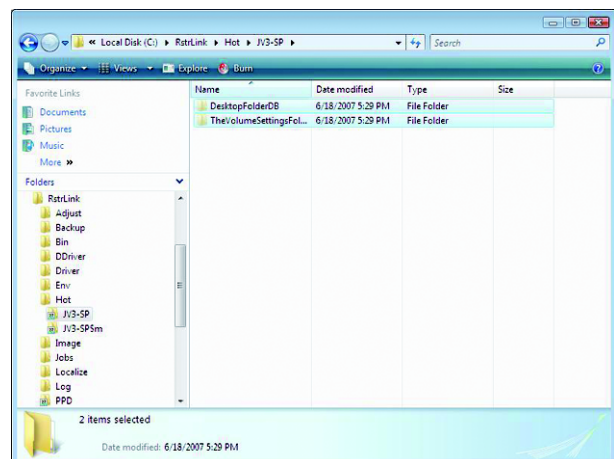 « Local Disk (C:) ▸ RstrLink ▸ Hot ▸ JV3-SP ▸
Search
Organize Views Explore Burn
Favorite Links
Documents
Pictures
Music
More »
Folders
RstrLink
Adjust
Backup
Bin
DDriver
Driver
Env
Hot
JV3-SP
JV3-SPSm
Image
Jobs
Localize
Log
PPD
Name Date modified Type Size
DesktopFolderDB 6/18/2007 5:29 PM File Folder
TheVolumeSettingsFol... 6/18/2007 5:29 PM File Folder
2 items selected
Date modified: 6/18/2007 5:29 PM